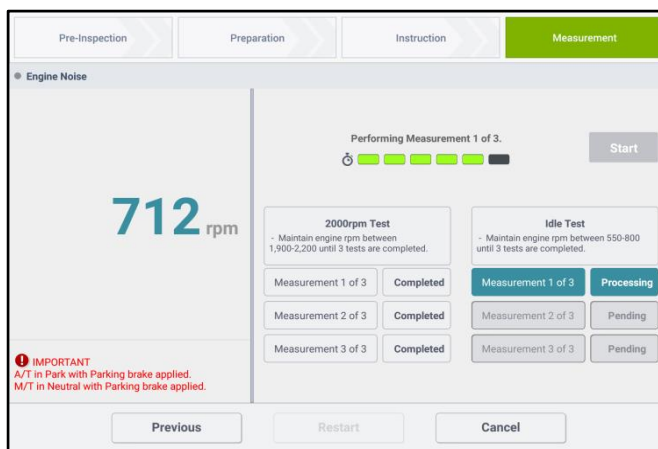 Pre-Inspection
Preparation
Instruction
Measurement
Engine Noise
Performing Measurement 1 of 3.
Start
712 rpm
2000rpm Test
- Maintain engine rpm between
1,900-2,200 until 3 tests are completed.
Idle Test
- Maintain engine rpm between 550-800
until 3 tests are completed.
Measurement 1 of 3
Completed
Measurement 1 of 3
Processing
Measurement 2 of 3
Completed
Measurement 2 of 3
Pending
Measurement 3 of 3
Completed
Measurement 3 of 3
Pending
IMPORTANT
A/T in Park with Parking brake applied.
M/T in Neutral with Parking brake applied.
Previous
Restart
Cancel